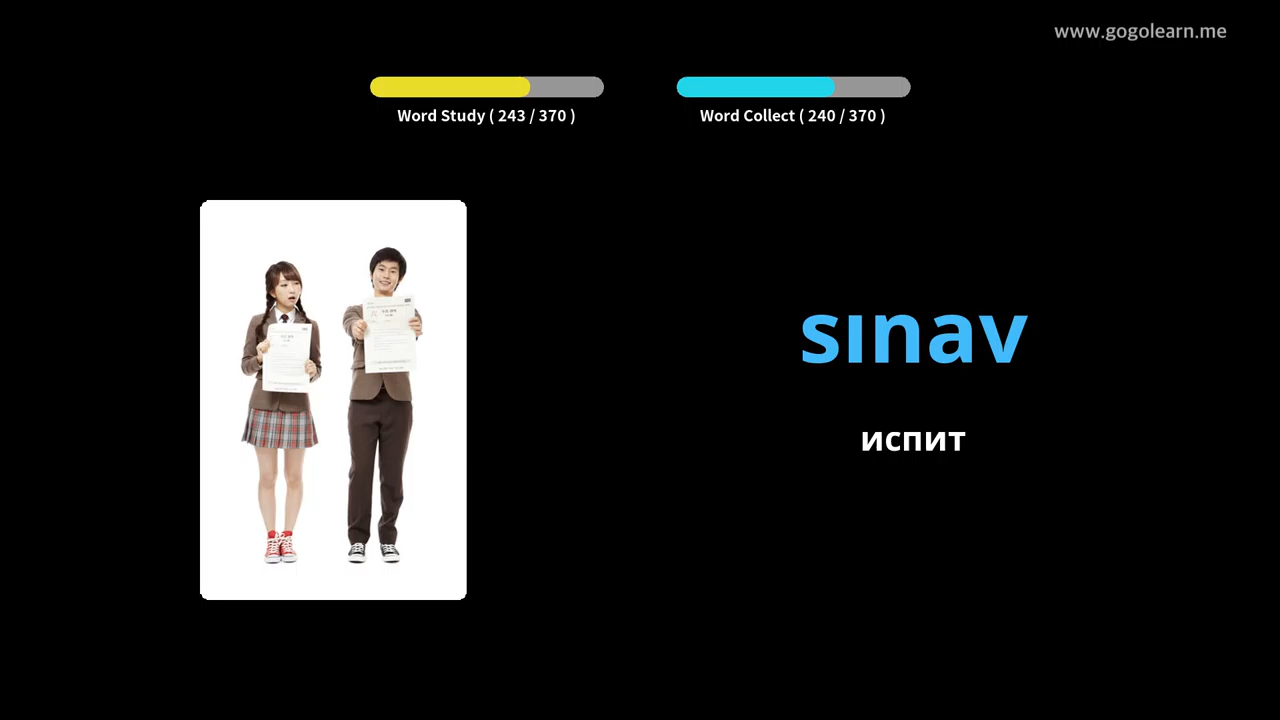 www.gogolearn.me
Word Study ( 243 / 370 )
Word Collect ( 240 / 370 )
sınav
испит